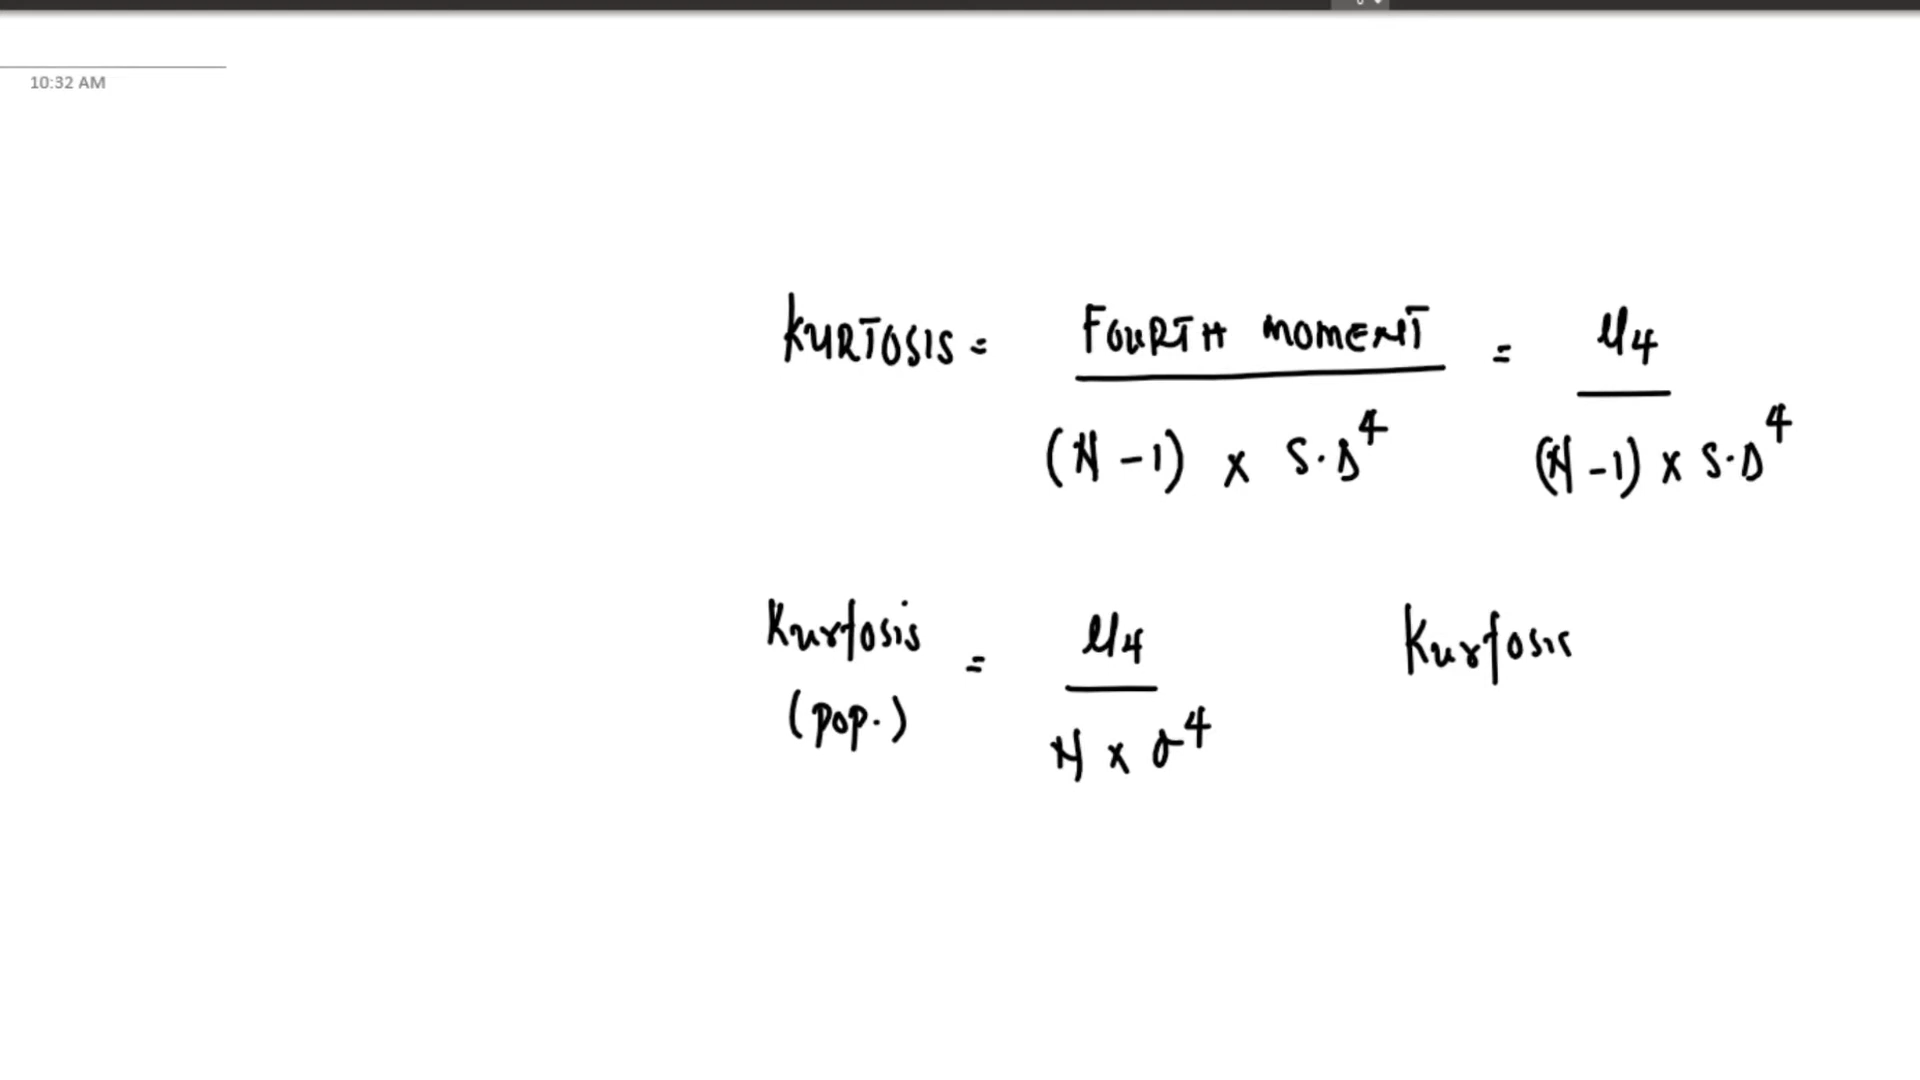 10:32 AM
KURTOSIS = FOURTH MOMENT / (N - 1) x S.D^4 = μ4 / (N - 1) x S.D^4
Kurtosis (pop.) = μ4 / N x σ^4
Kurtosis